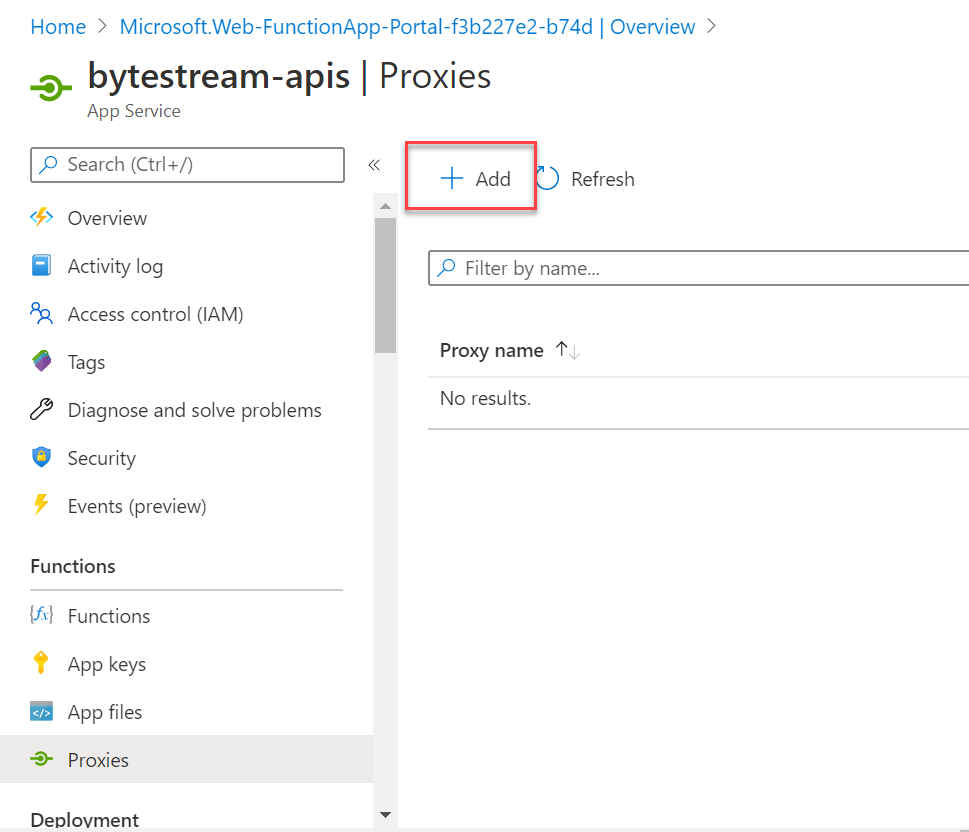 Home > Microsoft.Web-FunctionApp-Portal-f3b227e2-b74d | Overview >
bytestream-apis | Proxies
App Service
Search (Ctrl+/)
«
Add
Refresh
Overview
Activity log
Access control (IAM)
Tags
Diagnose and solve problems
Security
Events (preview)
Functions
{fx} Functions
App keys
</> App files
Proxies
Deployment
Filter by name...
Proxy name ↑↓
No results.